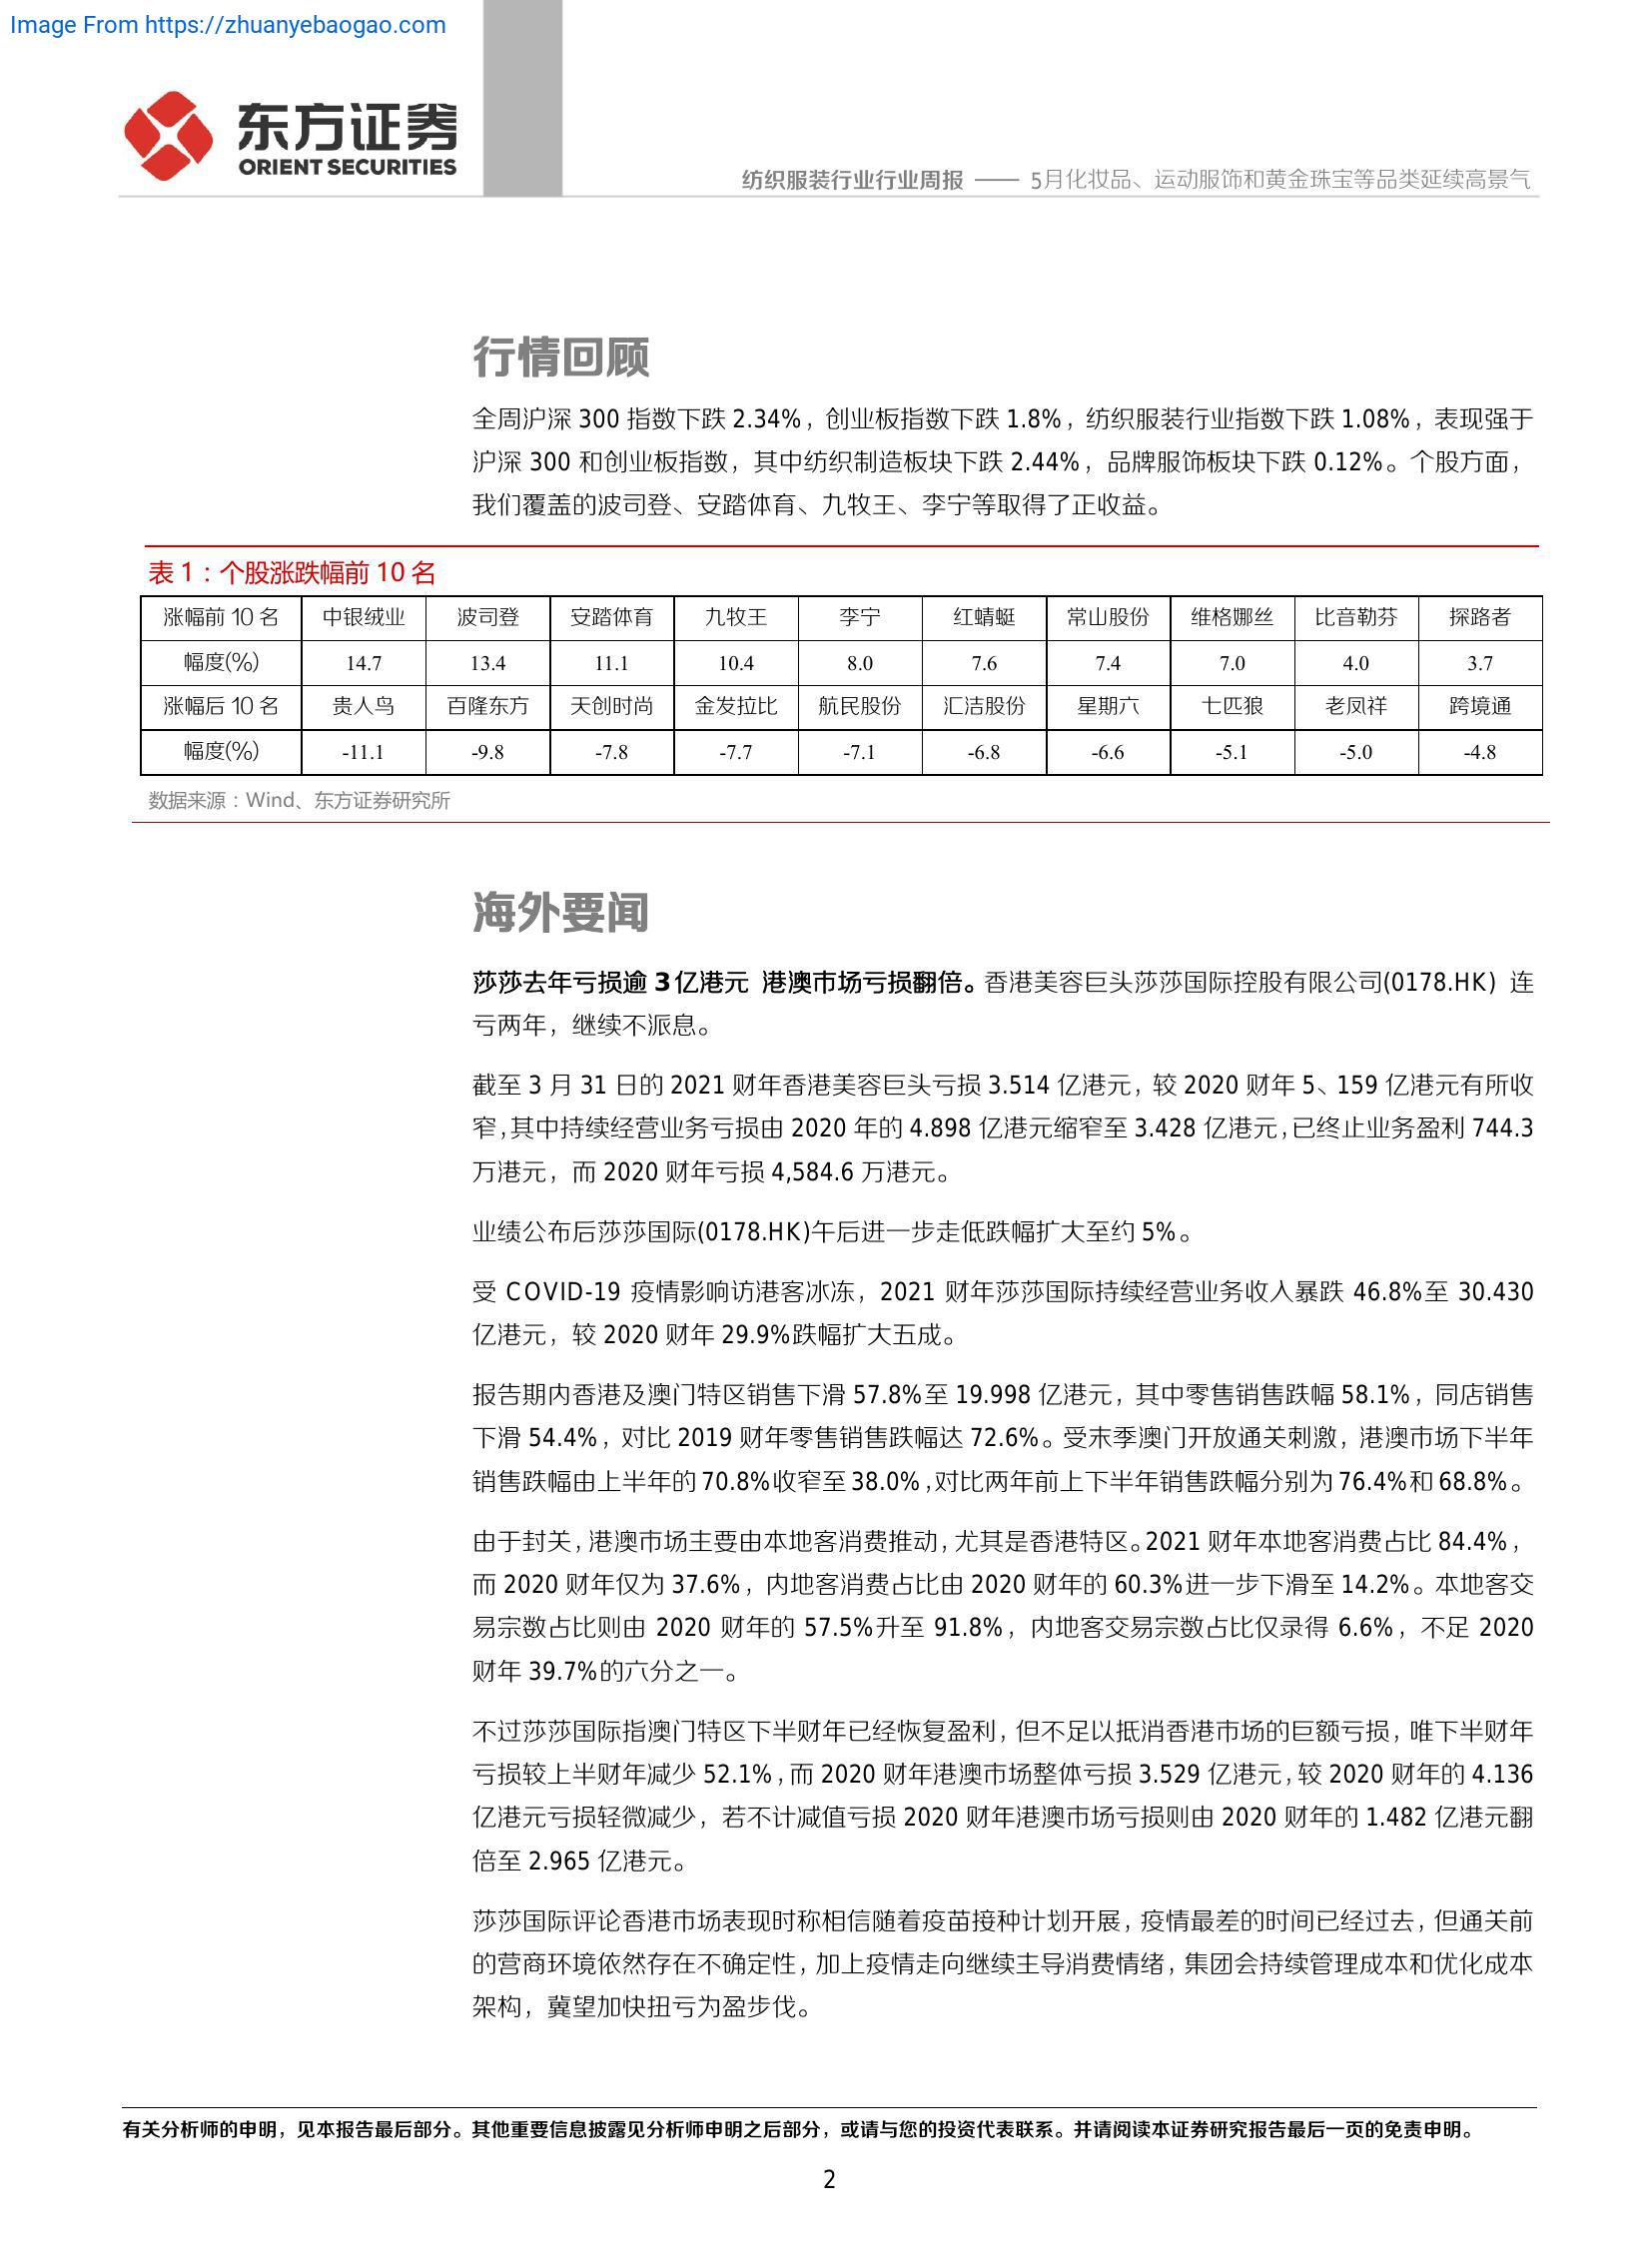 Image From https://zhuanyebaogao.com
东方证券
ORIENT SECURITIES
纺织服装行业行业周报 —— 5月化妆品、运动服饰和黄金珠宝等品类延续高景气
行情回顾
全周沪深 300 指数下跌 2.34%，创业板指数下跌 1.8%，纺织服装行业指数下跌 1.08%，表现强于
沪深 300 和创业板指数，其中纺织制造板块下跌 2.44%，品牌服饰板块下跌 0.12%。个股方面，
我们覆盖的波司登、安踏体育、九牧王、李宁等取得了正收益。
表 1：个股涨跌幅前 10 名
涨幅前 10 名 中银绒业 波司登 安踏体育 九牧王 李宁 红蜻蜓 常山股份 维格娜丝 比音勒芬 探路者
幅度(%) 14.7 13.4 11.1 10.4 8.0 7.6 7.4 7.0 4.0 3.7
涨幅后 10 名 贵人鸟 百隆东方 天创时尚 金发拉比 航民股份 汇洁股份 星期六 七匹狼 老凤祥 跨境通
幅度(%) -11.1 -9.8 -7.8 -7.7 -7.1 -6.8 -6.6 -5.1 -5.0 -4.8
数据来源：Wind、东方证券研究所
海外要闻
莎莎去年亏损逾 3 亿港元 港澳市场亏损翻倍。香港美容巨头莎莎国际控股有限公司(0178.HK) 连
亏两年，继续不派息。
截至 3 月 31 日的 2021 财年香港美容巨头亏损 3.514 亿港元，较 2020 财年 5、159 亿港元有所收
窄，其中持续经营业务亏损由 2020 年的 4.898 亿港元缩窄至 3.428 亿港元，已终止业务盈利 744.3
万港元，而 2020 财年亏损 4,584.6 万港元。
业绩公布后莎莎国际(0178.HK)午后进一步走低跌幅扩大至约 5%。
受 COVID-19 疫情影响访港客冰冻，2021 财年莎莎国际持续经营业务收入暴跌 46.8%至 30.430
亿港元，较 2020 财年 29.9%跌幅扩大五成。
报告期内香港及澳门特区销售下滑 57.8%至 19.998 亿港元，其中零售销售跌幅 58.1%，同店销售
下滑 54.4%，对比 2019 财年零售销售跌幅达 72.6%。受末季澳门开放通关刺激，港澳市场下半年
销售跌幅由上半年的 70.8%收窄至 38.0%，对比两年前上下半年销售跌幅分别为 76.4%和 68.8%。
由于封关，港澳市场主要由本地客消费推动，尤其是香港特区。2021 财年本地客消费占比 84.4%，
而 2020 财年仅为 37.6%，内地客消费占比由 2020 财年的 60.3%进一步下滑至 14.2%。本地客交
易宗数占比则由 2020 财年的 57.5%升至 91.8%，内地客交易宗数占比仅录得 6.6%，不足 2020
财年 39.7%的六分之一。
不过莎莎国际指澳门特区下半财年已经恢复盈利，但不足以抵消香港市场的巨额亏损，唯下半财年
亏损较上半财年减少 52.1%，而 2020 财年港澳市场整体亏损 3.529 亿港元，较 2020 财年的 4.136
亿港元亏损轻微减少，若不计减值亏损 2020 财年港澳市场亏损则由 2020 财年的 1.482 亿港元翻
倍至 2.965 亿港元。
莎莎国际评论香港市场表现时称相信随着疫苗接种计划开展，疫情最差的时间已经过去，但通关前
的营商环境依然存在不确定性，加上疫情走向继续主导消费情绪，集团会持续管理成本和优化成本
架构，冀望加快扭亏为盈步伐。
有关分析师的申明，见本报告最后部分。其他重要信息披露见分析师申明之后部分，或请与您的投资代表联系。并请阅读本证券研究报告最后一页的免责申明。
2